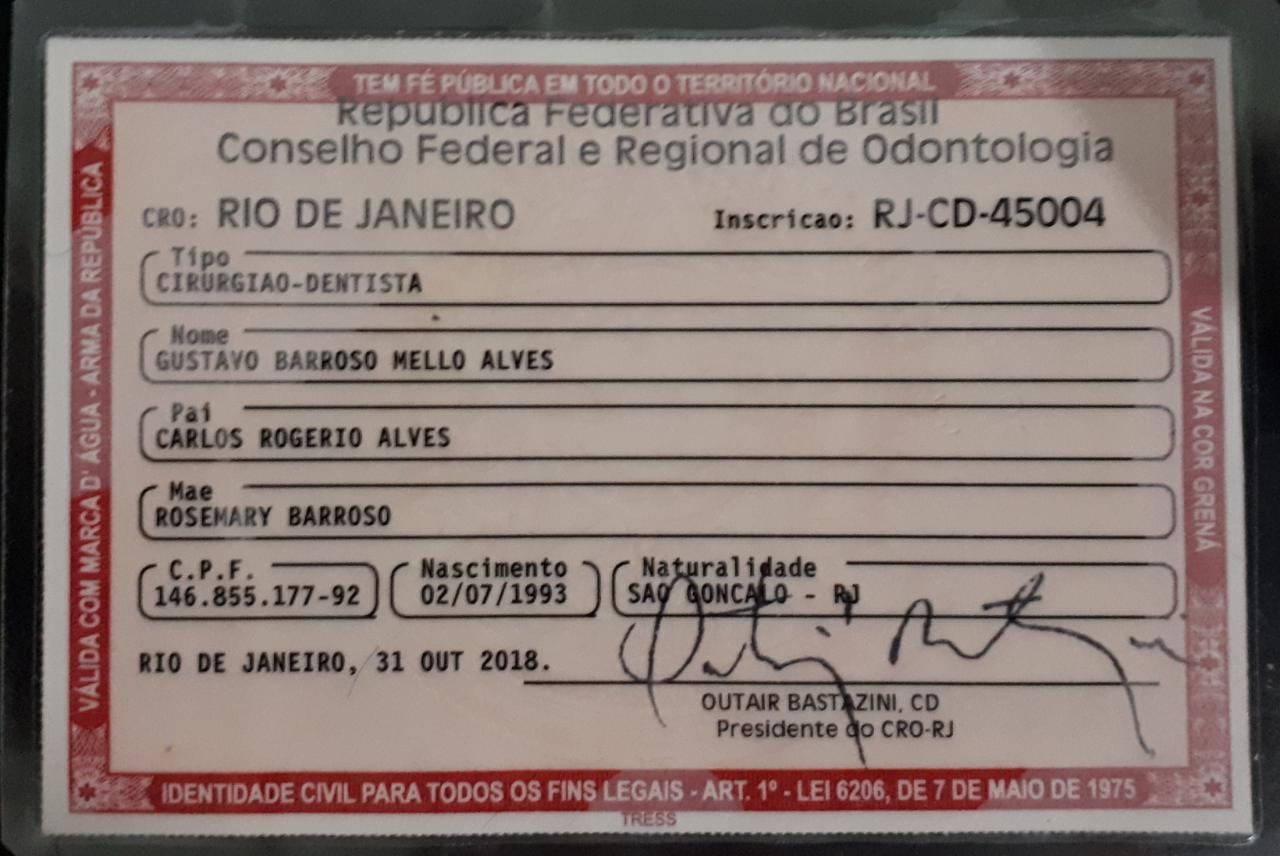 TEM FÉ PÚBLICA EM TODO O TERRITÓRIO NACIONAL
República Federativa do Brasil
Conselho Federal e Regional de Odontologia
CRO: RIO DE JANEIRO Inscricao: RJ-CD-45004
Tipo
CIRURGIAO-DENTISTA
Nome
GUSTAVO BARROSO MELLO ALVES
Pai
CARLOS ROGERIO ALVES
Mae
ROSEMARY BARROSO
C.P.F. Nascimento Naturalidade
146.855.177-92 02/07/1993 SAO GONCALO - RJ
RIO DE JANEIRO, 31 OUT 2018.
OUTAIR BASTAZINI, CD
Presidente do CRO-RJ
IDENTIDADE CIVIL PARA TODOS OS FINS LEGAIS - ART. 1º - LEI 6206, DE 7 DE MAIO DE 1975
TRESS
VÁLIDA COM MARCA D' ÁGUA - ARMA DA REPÚBLICA
VÁLIDA NA COR GRENÁ